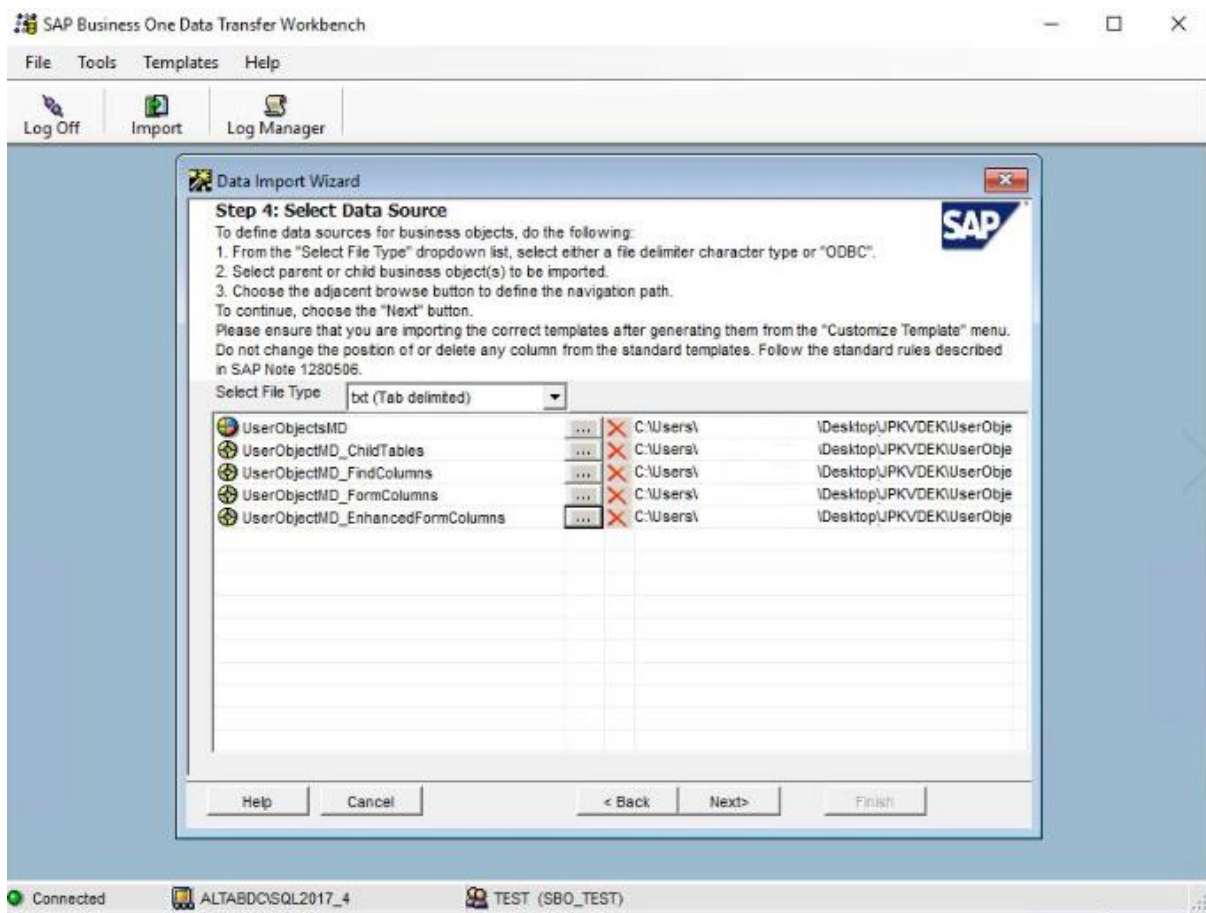 SAP Business One Data Transfer Workbench
File Tools Templates Help
Log Off Import Log Manager
Data Import Wizard
Step 4: Select Data Source
SAP
To define data sources for business objects, do the following:
1. From the "Select File Type" dropdown list, select either a file delimiter character type or "ODBC".
2. Select parent or child business object(s) to be imported.
3. Choose the adjacent browse button to define the navigation path.
To continue, choose the "Next" button.
Please ensure that you are importing the correct templates after generating them from the "Customize Template" menu.
Do not change the position of or delete any column from the standard templates. Follow the standard rules described
in SAP Note 1280506.
Select File Type txt (Tab delimited)
UserObjectsMD ... C:\Users\ \Desktop\JPKVDEK\UserObje
UserObjectMD_ChildTables ... C:\Users\ \Desktop\JPKVDEK\UserObje
UserObjectMD_FindColumns ... C:\Users\ \Desktop\JPKVDEK\UserObje
UserObjectMD_FormColumns ... C:\Users\ \Desktop\JPKVDEK\UserObje
UserObjectMD_EnhancedFormColumns ... C:\Users\ \Desktop\JPKVDEK\UserObje
Help Cancel < Back Next> Finish
Connected ALTABDC\SQL2017_4 TEST (SBO_TEST)